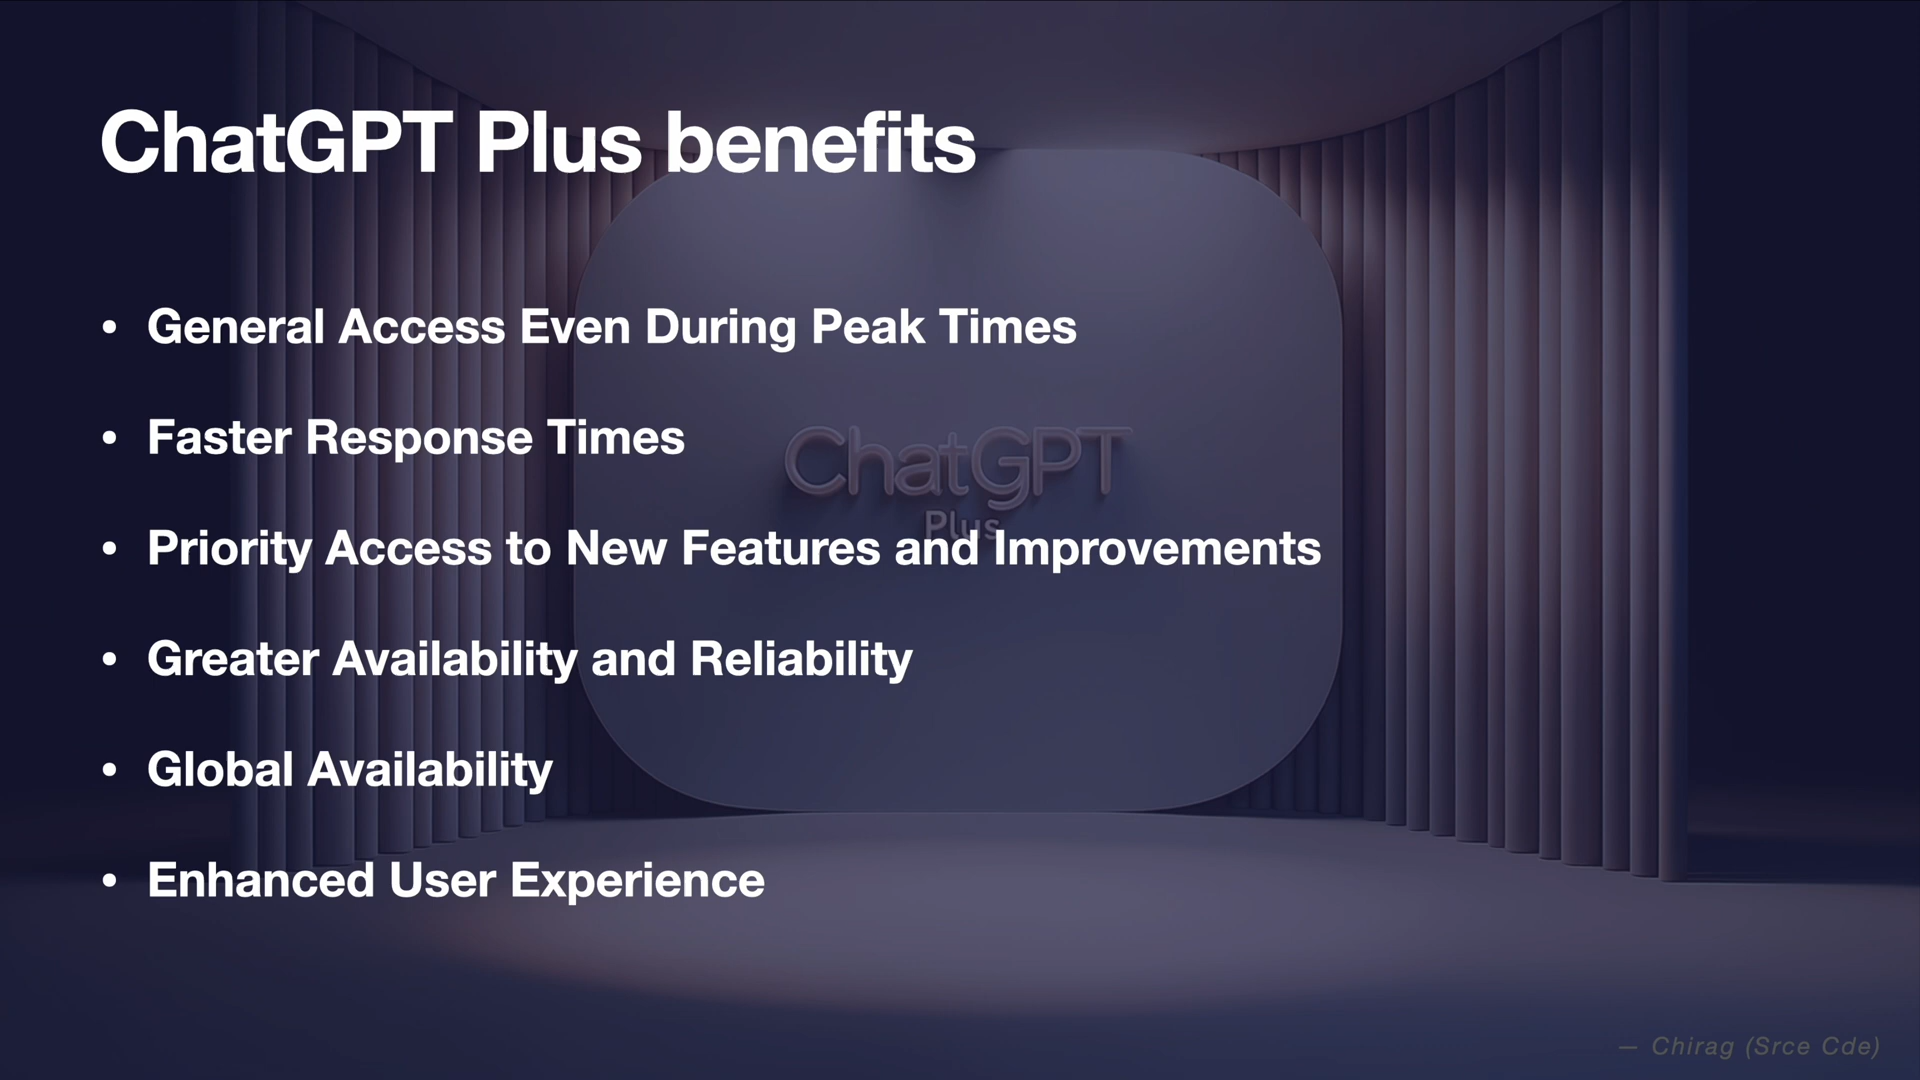 ChatGPT Plus benefits
• General Access Even During Peak Times
• Faster Response Times
ChatGPT
Plus
• Priority Access to New Features and Improvements
• Greater Availability and Reliability
• Global Availability
• Enhanced User Experience
— Chirag (Srce Cde)